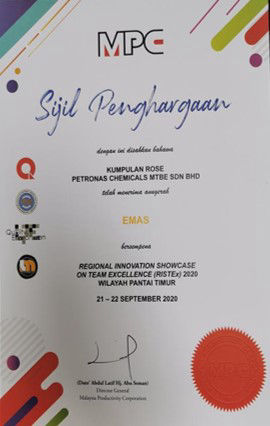 MPC
Sijil Penghargaan
dengan ini disahkan bahawa
KUMPULAN ROSE
PETRONAS CHEMICALS MTBE SDN BHD
telah menerima anugerah
EMAS
bersempena
REGIONAL INNOVATION SHOWCASE
ON TEAM EXCELLENCE (RISTEx) 2020
WILAYAH PANTAI TIMUR
21 – 22 SEPTEMBER 2020
(Dato' Abdul Latif Hj. Abu Seman)
Director General
Malaysia Productivity Corporation
MPC